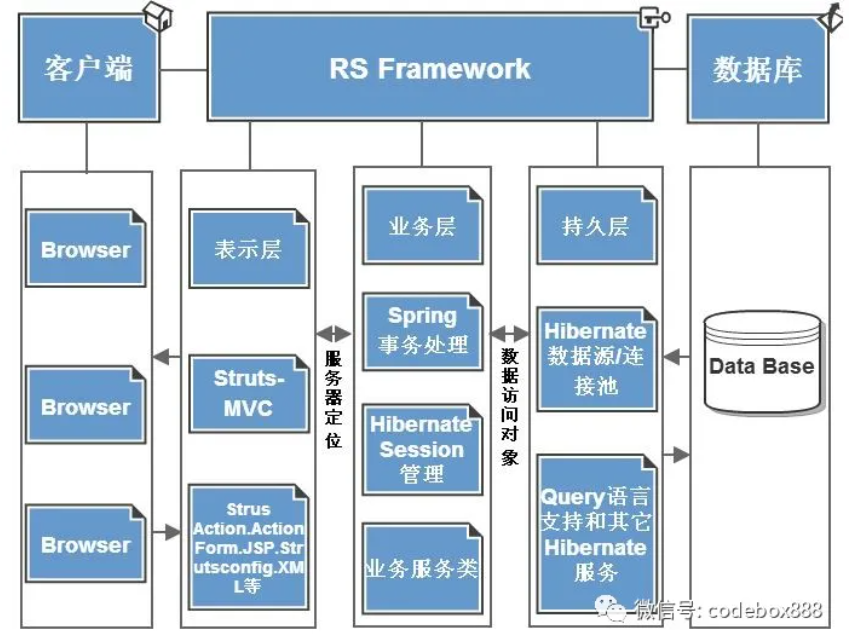 客户端
RS Framework
数据库
Browser
Browser
Browser
表示层
Struts-
MVC
Strus
Action.Action
Form.JSP.Str
utsconfig.XM
L等
服务器定位
业务层
Spring
事务处理
Hibernate
Session
管理
业务服务类
数据访问对象
持久层
Hibernate
数据源/连
接池
Query语言
支持和其它
Hibernate
服务
Data Base
微信号: codebox888